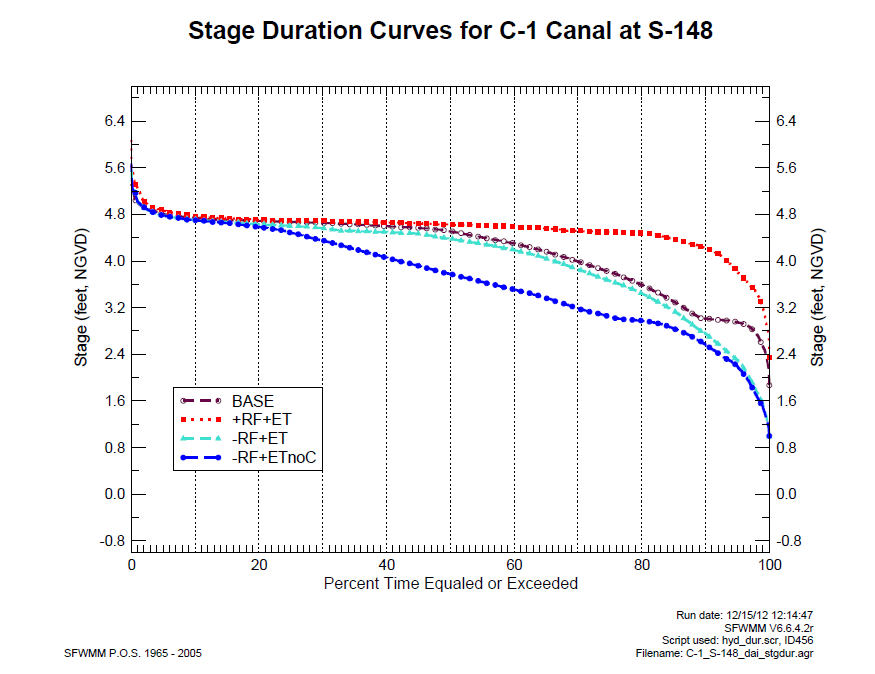 Stage Duration Curves for C-1 Canal at S-148
6.4
5.6
4.8
4.0
3.2
2.4
1.6
0.8
0.0
-0.8
Stage (feet, NGVD)
6.4
5.6
4.8
4.0
3.2
2.4
1.6
0.8
0.0
-0.8
Stage (feet, NGVD)
BASE
+RF+ET
-RF+ET
-RF+ETnoC
0 20 40 60 80 100
Percent Time Equaled or Exceeded
Run date: 12/15/12 12:14:47
SFWMM V6.6.4.2r
Script used: hyd_dur.scr, ID456
SFWMM P.O.S. 1965 - 2005
Filename: C-1_S-148_dai_stgdur.agr